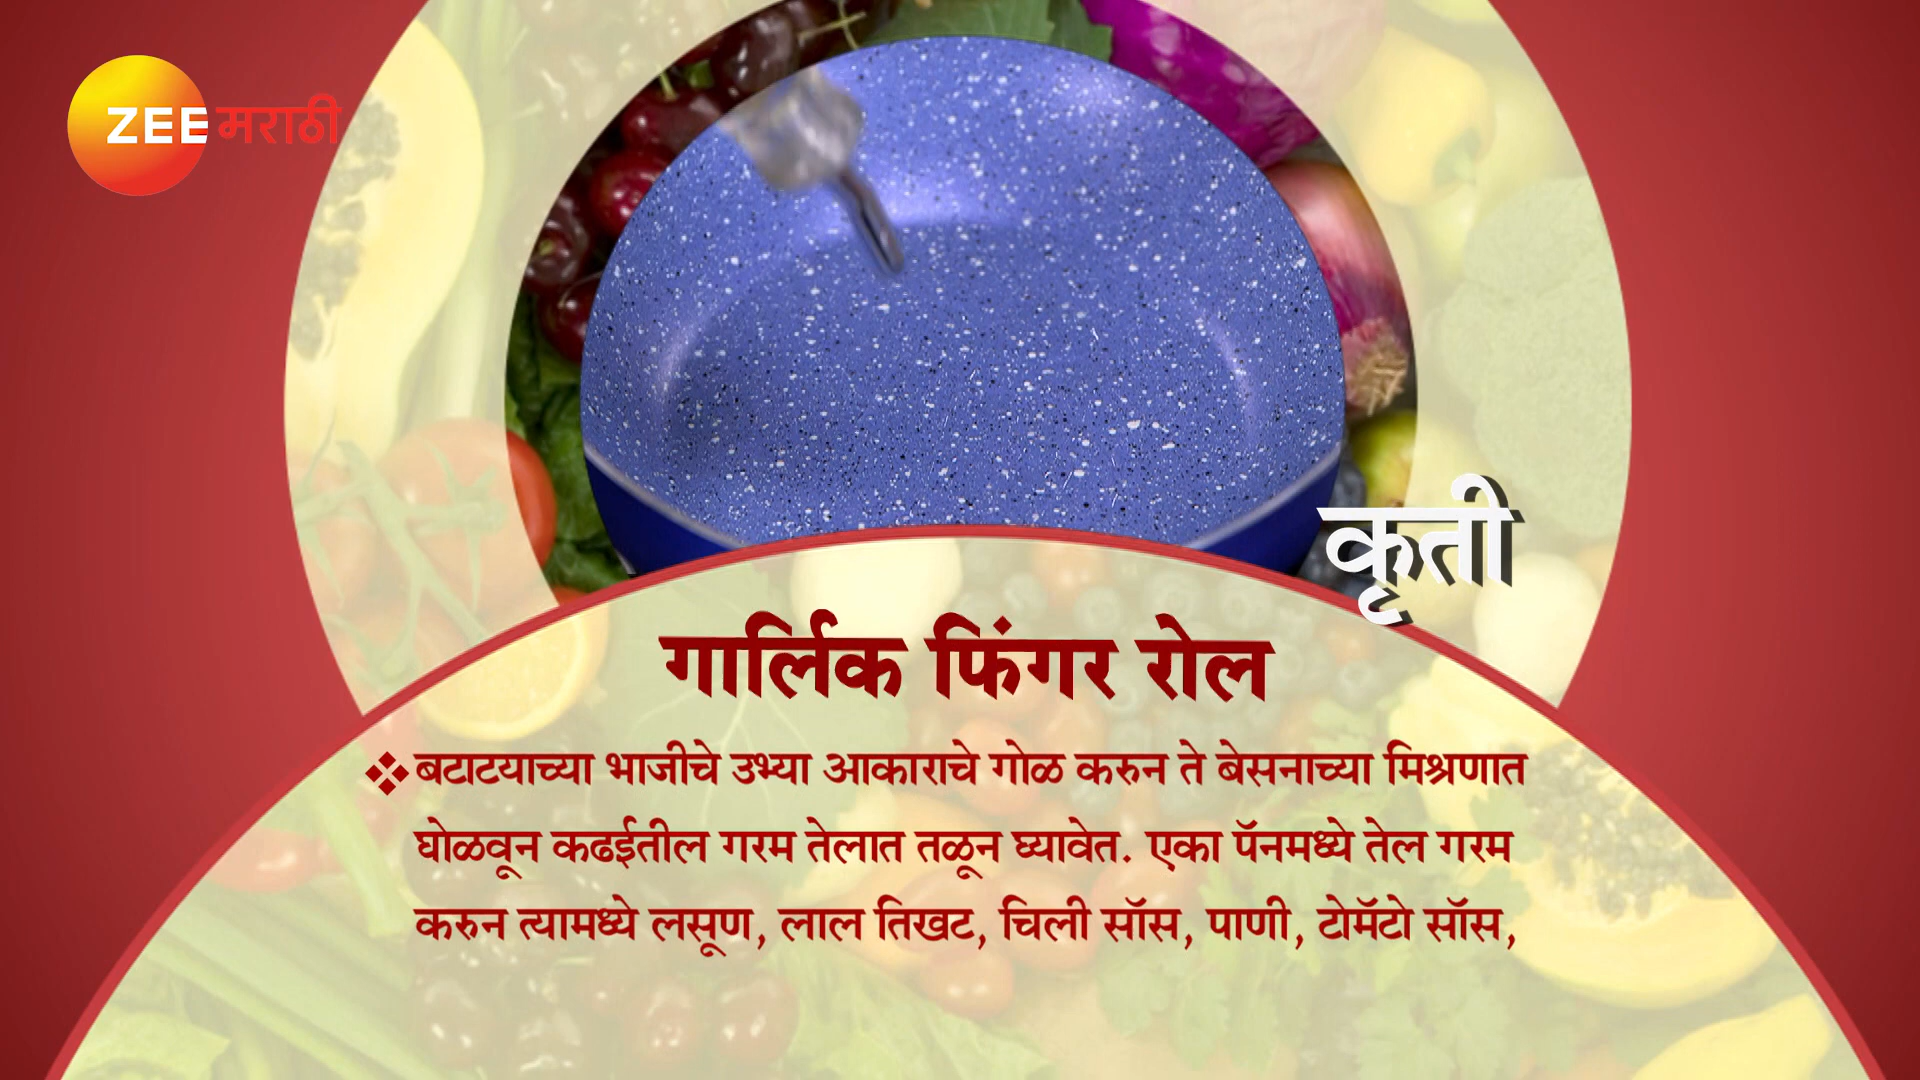 ZEE मराठी
कृती
गार्लिक फिंगर रोल
❖ बटाटयाच्या भाजीचे उभ्या आकाराचे गोळ करुन ते बेसनाच्या मिश्रणात
घोळवून कढईतील गरम तेलात तळून घ्यावेत. एका पॅनमध्ये तेल गरम
करुन त्यामध्ये लसूण, लाल तिखट, चिली सॉस, पाणी, टोमॅटो सॉस,